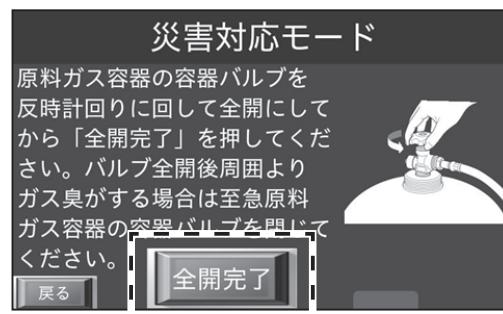 災害対応モード
原料ガス容器の容器バルブを
反時計回りに回して全開にして
から「全開完了」を押してくだ
さい。バルブ全開後周囲より
ガス臭がする場合は至急原料
ガス容器の容器バルブを閉じて
ください。
全開完了
戻る